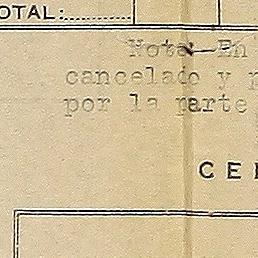 OTAL:
Nota.—En
cancelado y p
por la parte
CE